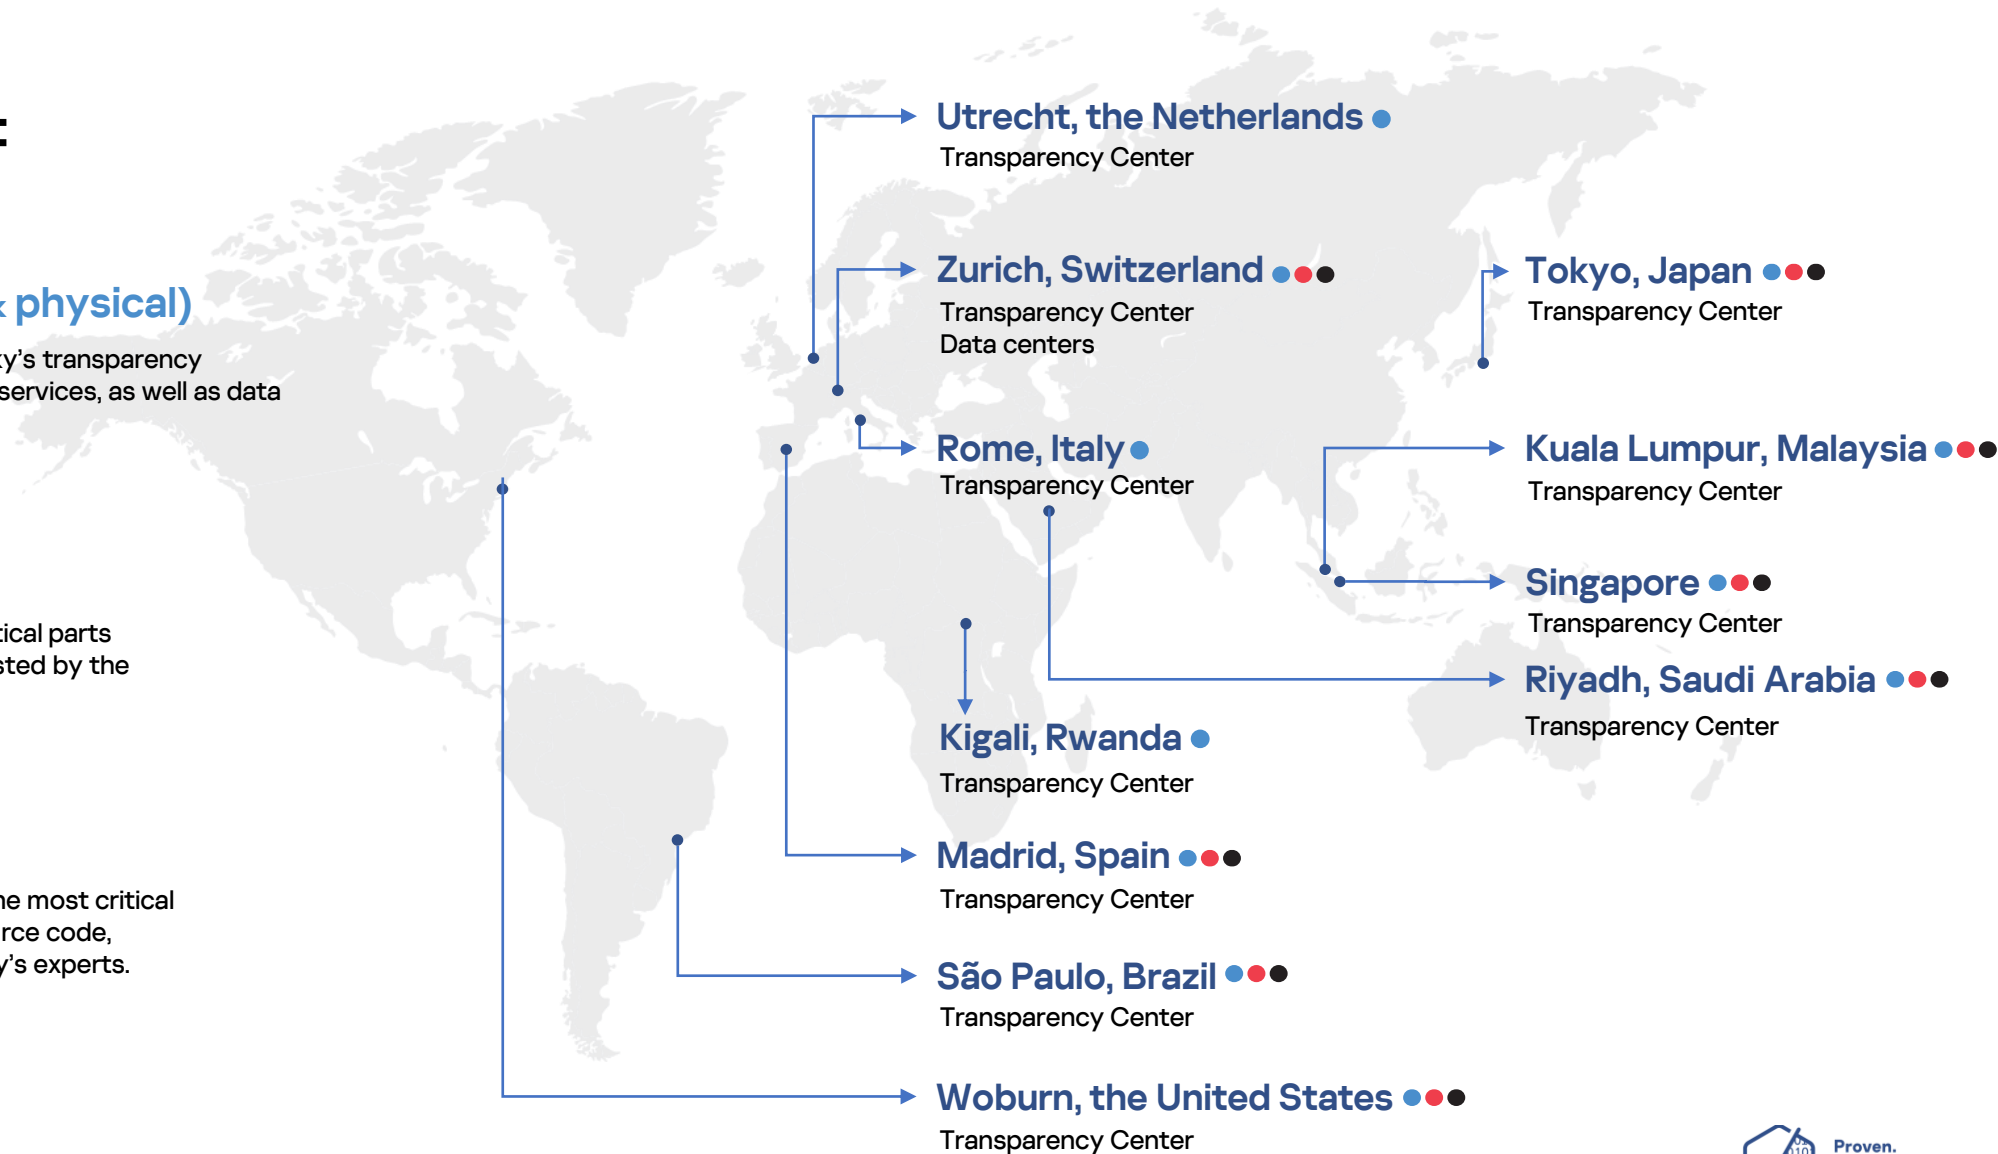 :
physical)
y's transparency
services, as well as data
tical parts
sted by the
he most critical
rce code,
y's experts.
Utrecht, the Netherlands
Transparency Center
Zurich, Switzerland
Transparency Center
Data centers
Rome, Italy
Transparency Center
Kigali, Rwanda
Transparency Center
Madrid, Spain
Transparency Center
São Paulo, Brazil
Transparency Center
Woburn, the United States
Transparency Center
Tokyo, Japan
Transparency Center
Kuala Lumpur, Malaysia
Transparency Center
Singapore
Transparency Center
Riyadh, Saudi Arabia
Transparency Center
Proven.